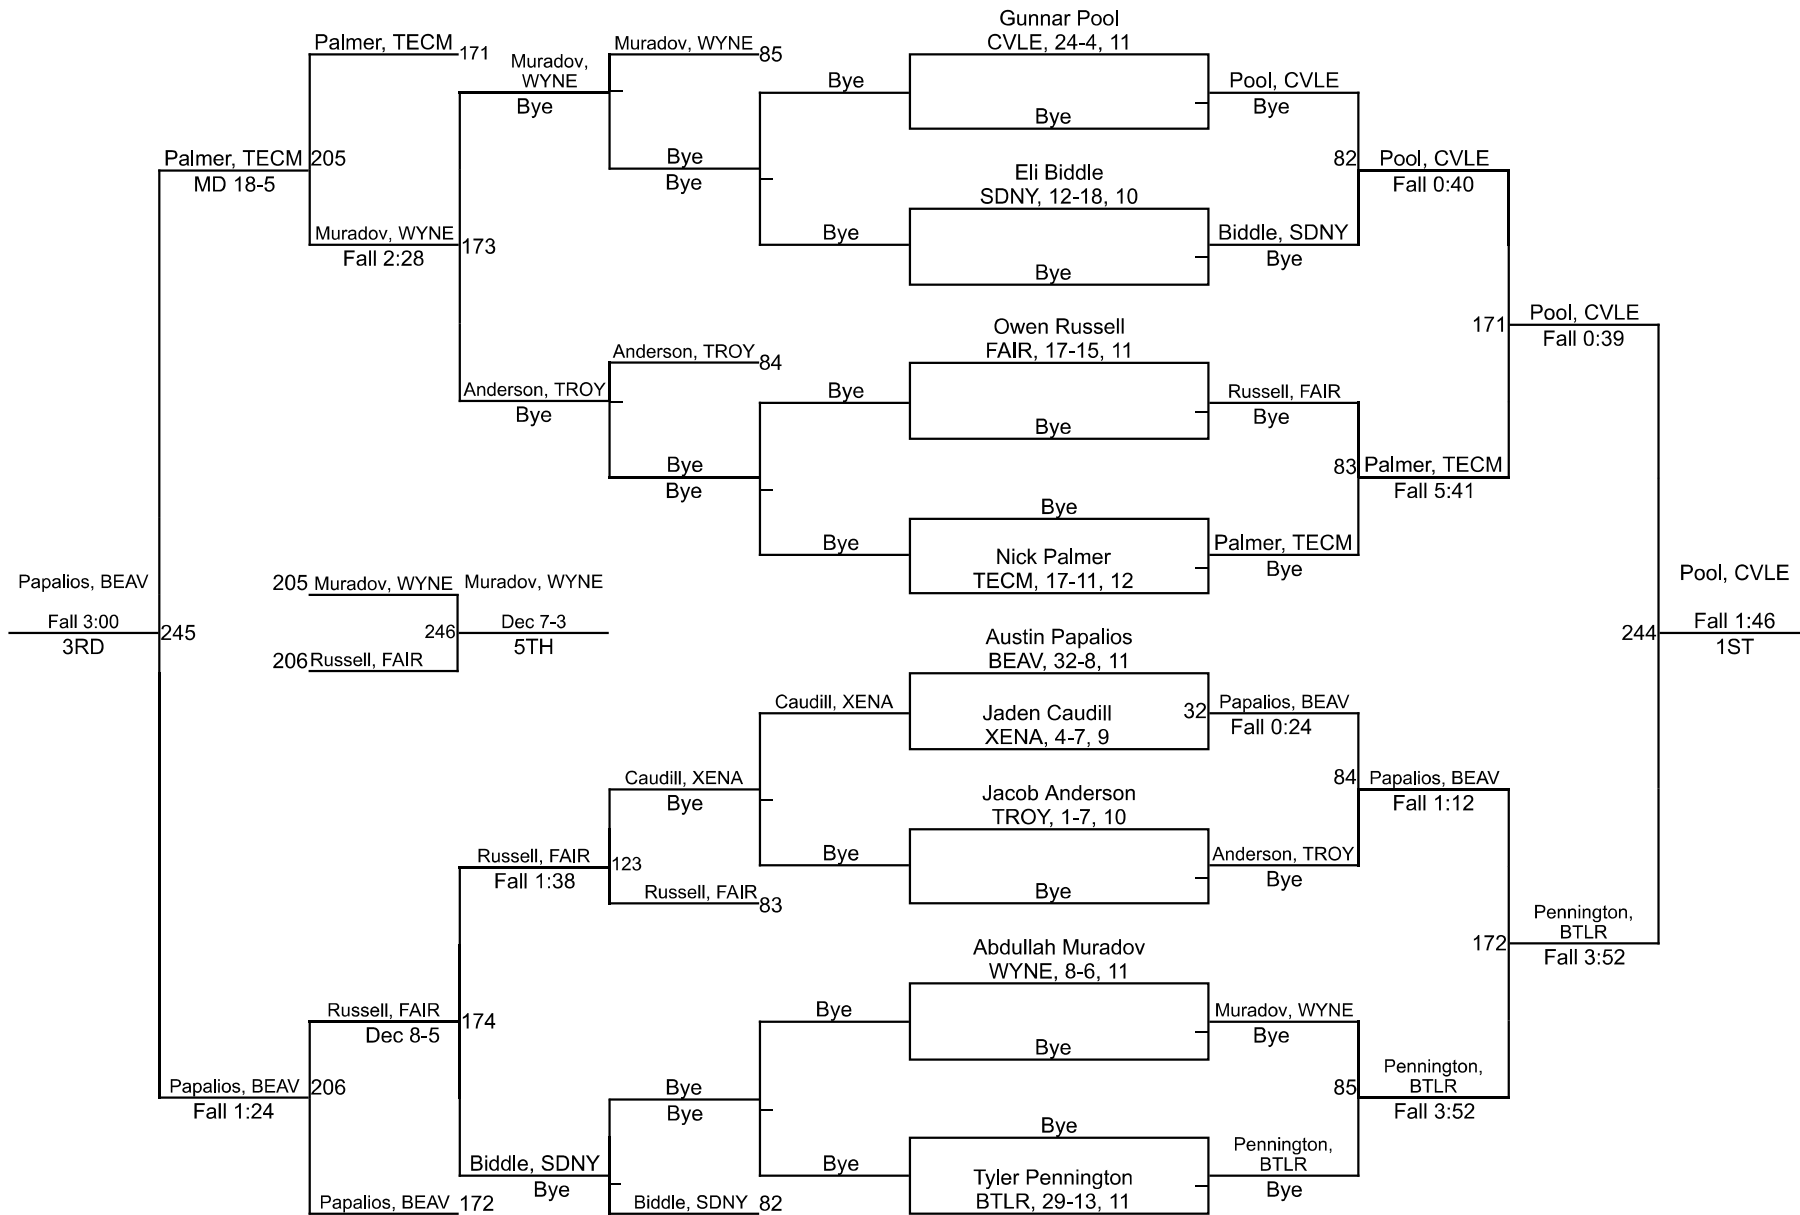 Gunnar Pool
CVLE, 24-4, 11
Bye
Eli Biddle
SDNY, 12-18, 10
Bye
Owen Russell
FAIR, 17-15, 11
Bye
Bye
Nick Palmer
TECM, 17-11, 12
Austin Papalios
BEAV, 32-8, 11
Jaden Caudill
XENA, 4-7, 9
32
Jacob Anderson
TROY, 1-7, 10
Bye
Abdullah Muradov
WYNE, 8-6, 11
Bye
Bye
Tyler Pennington
BTLR, 29-13, 11
Pool, CVLE
Bye
Biddle, SDNY
Bye
Russell, FAIR
Bye
Palmer, TECM
Bye
Papalios, BEAV
Fall 0:24
Anderson, TROY
Bye
Muradov, WYNE
Bye
Pennington,
BTLR
Bye
82
Pool, CVLE
Fall 0:40
83
Palmer, TECM
Fall 5:41
84
Papalios, BEAV
Fall 1:12
85
Pennington,
BTLR
Fall 3:52
171
Pool, CVLE
Fall 0:39
172
Pennington,
BTLR
Fall 3:52
244
Pool, CVLE
Fall 1:46
1ST
Bye
Bye
Bye
Bye
Caudill, XENA
Bye
Bye
Bye
Muradov, WYNE
85
Bye
Bye
Anderson, TROY
84
Bye
Bye
Caudill, XENA
Bye
Russell, FAIR
83
Bye
Bye
Biddle, SDNY
82
Muradov,
WYNE
Bye
Anderson, TROY
Bye
Russell, FAIR
Fall 1:38
123
Biddle, SDNY
Bye
Palmer, TECM
171
Muradov, WYNE
Fall 2:28
173
Russell, FAIR
Dec 8-5
174
Papalios, BEAV
172
Palmer, TECM
MD 18-5
205
Papalios, BEAV
Fall 1:24
206
Papalios, BEAV
Fall 3:00
3RD
245
205
Muradov, WYNE
206
Russell, FAIR
246
Muradov, WYNE
Dec 7-3
5TH